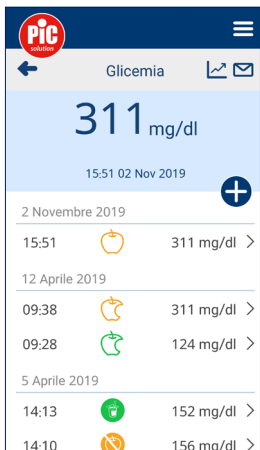 PiC
solution
Glicemia
311 mg/dl
15:51 02 Nov 2019
2 Novembre 2019
15:51 311 mg/dl
12 Aprile 2019
09:38 311 mg/dl
09:28 124 mg/dl
5 Aprile 2019
14:13 152 mg/dl
14:10 156 mg/dl